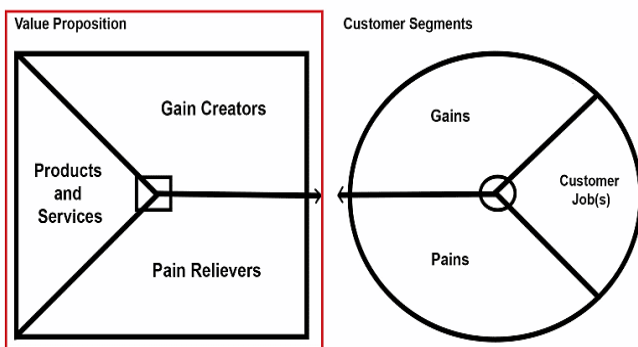 Value Proposition
Customer Segments
Gain Creators
Products
and
Services
Pain Relievers
Gains
Customer
Job(s)
Pains